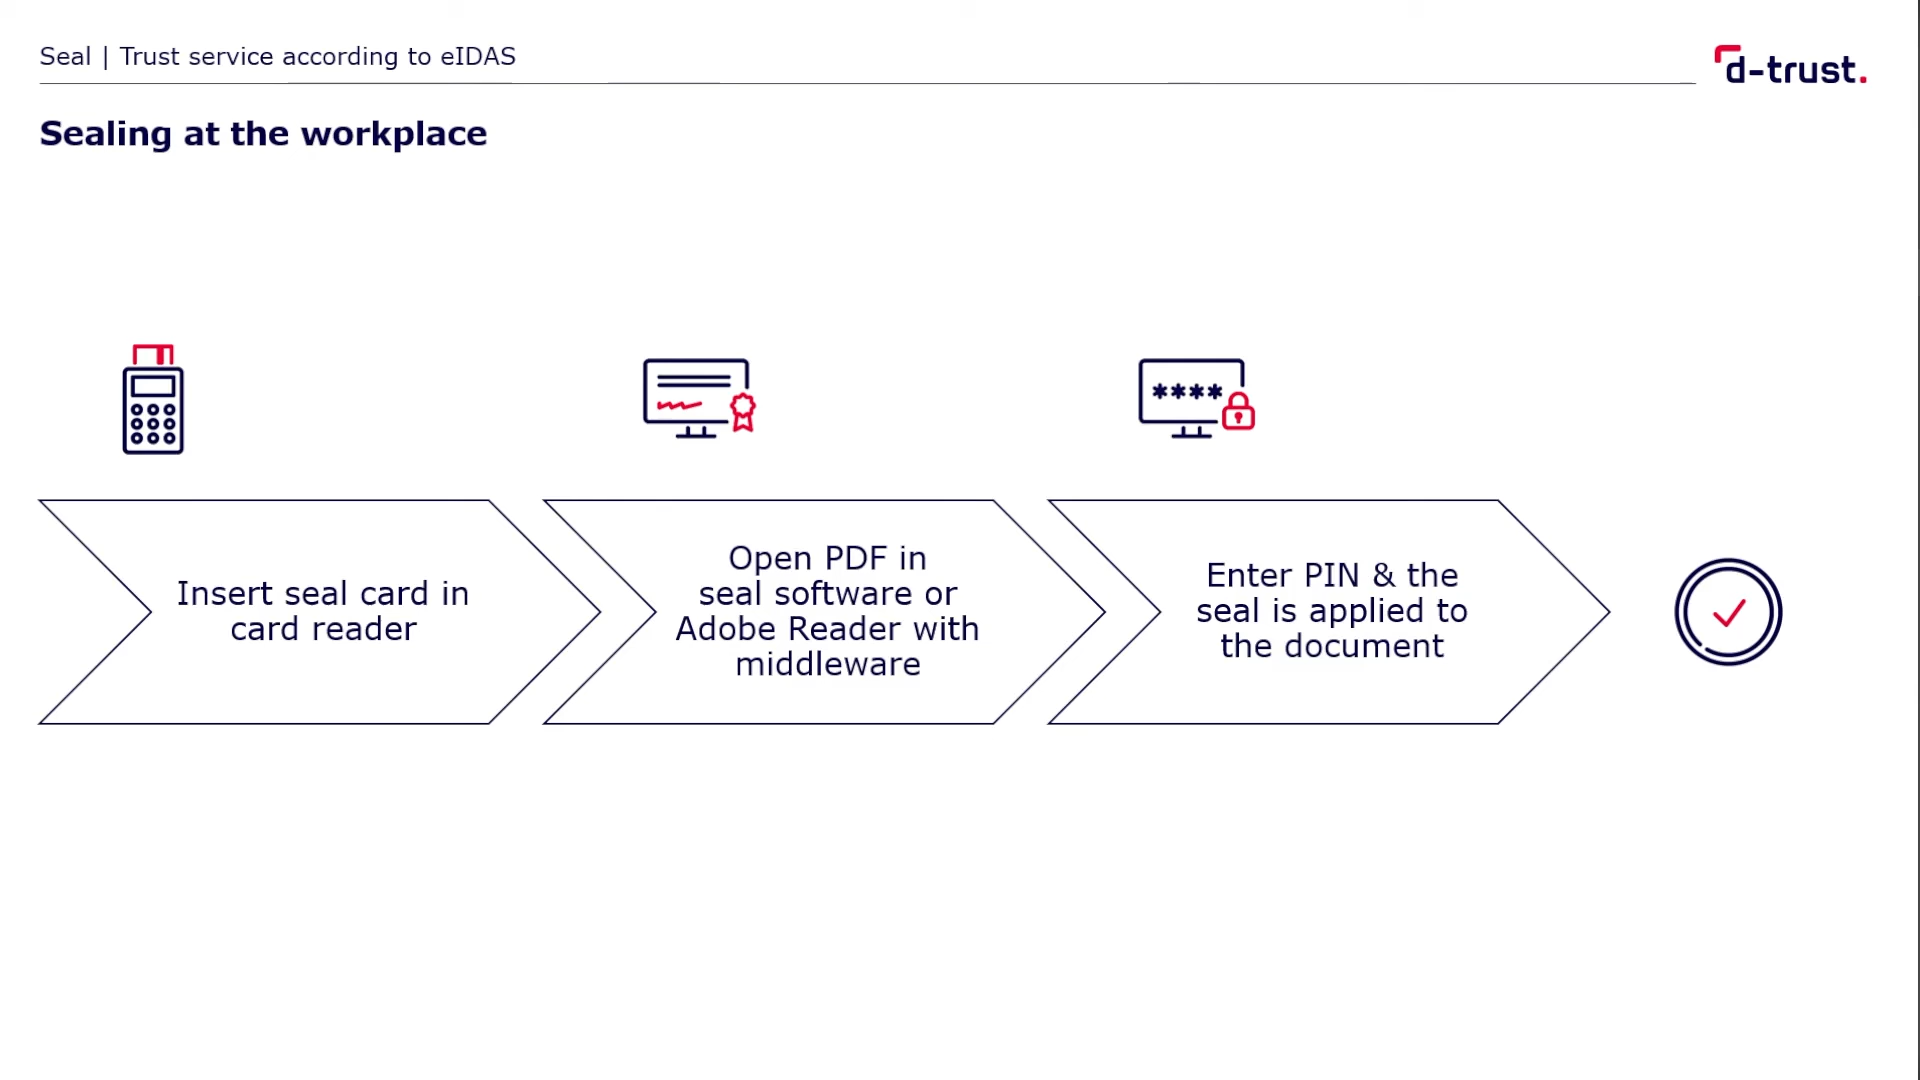 Seal | Trust service according to eIDAS
d-trust.
Sealing at the workplace
****
Insert seal card in
card reader
Open PDF in
seal software or
Adobe Reader with
middleware
Enter PIN & the
seal is applied to
the document